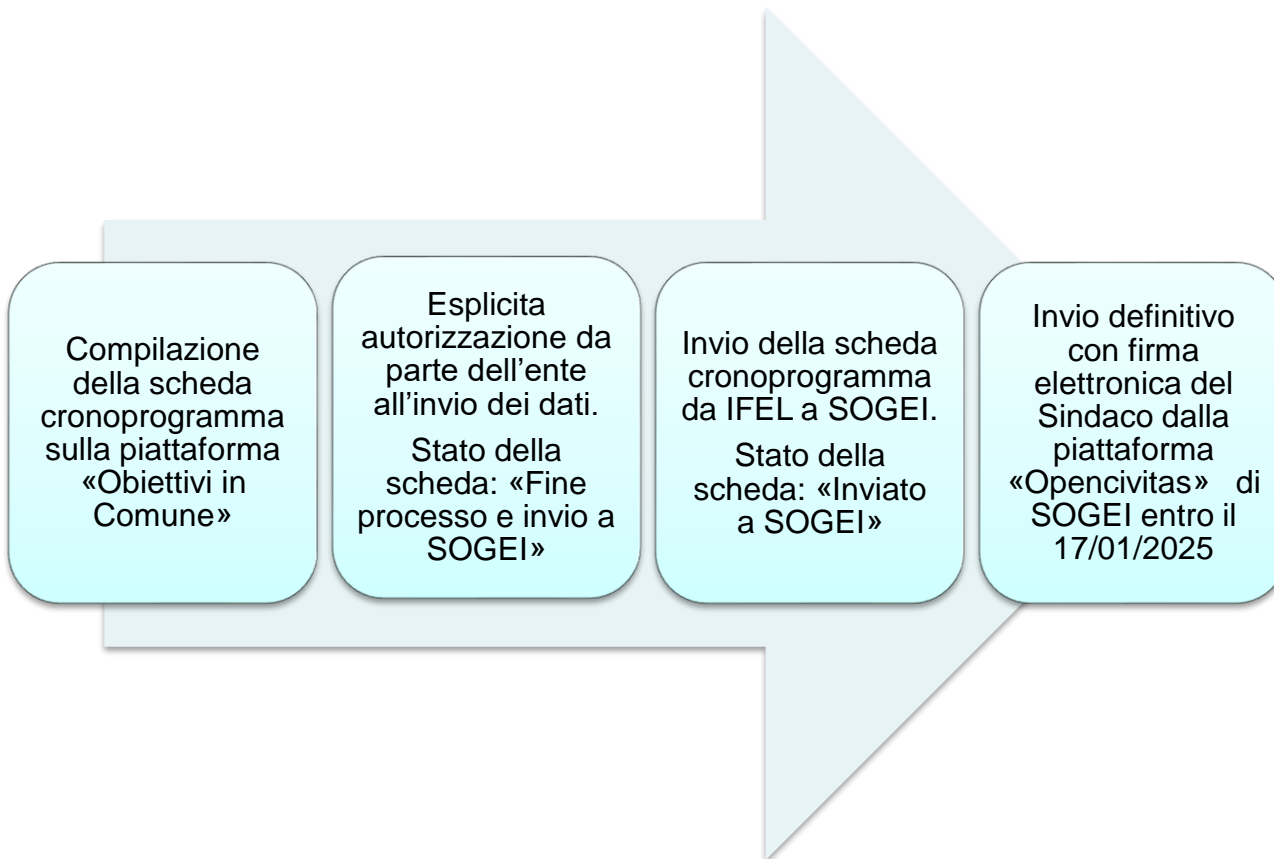 Compilazione
della scheda
cronoprogramma
sulla piattaforma
«Obiettivi in
Comune»
Esplicita
autorizzazione da
parte dell’ente
all’invio dei dati.
Stato della
scheda: «Fine
processo e invio a
SOGEI»
Invio della scheda
cronoprogramma
da IFEL a SOGEI.
Stato della
scheda: «Inviato
a SOGEI»
Invio definitivo
con firma
elettronica del
Sindaco dalla
piattaforma
«Opencivitas» di
SOGEI entro il
17/01/2025